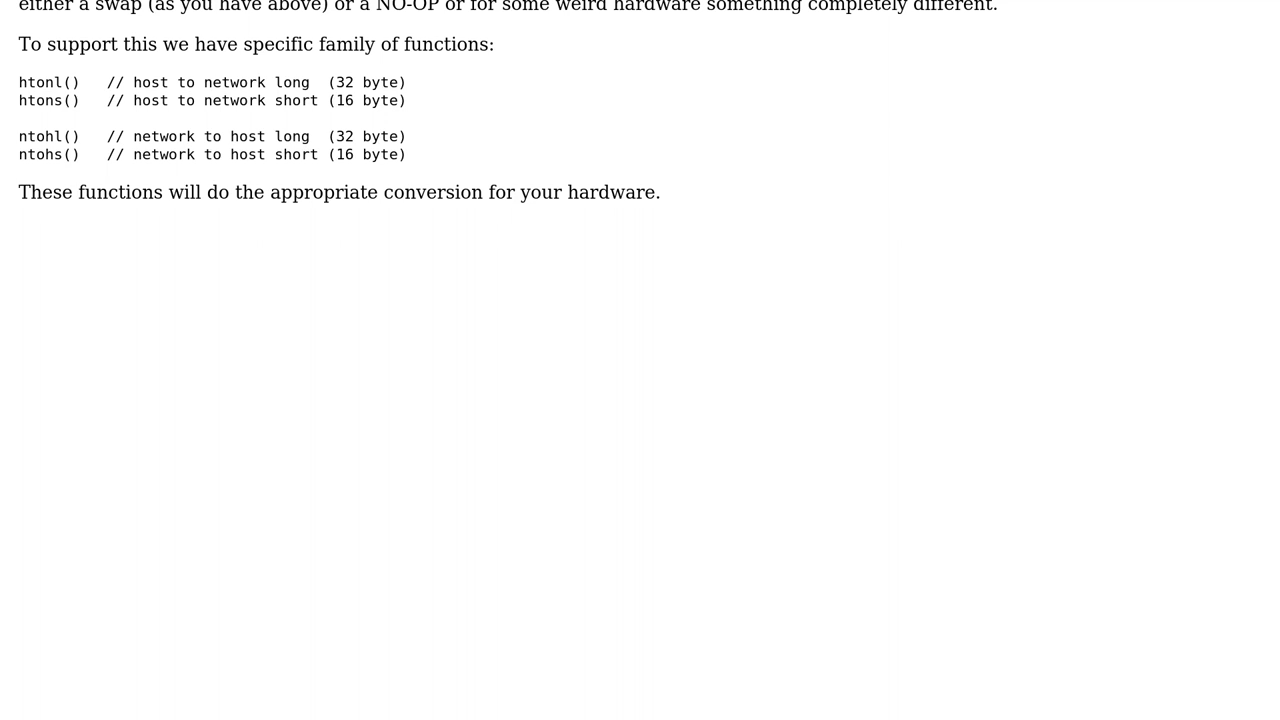 either a swap (as you have above) or a NO-OP or for some weird hardware something completely different.
To support this we have specific family of functions:
htonl()   // host to network long  (32 byte)
htons()   // host to network short (16 byte)
ntohl()   // network to host long  (32 byte)
ntohs()   // network to host short (16 byte)
These functions will do the appropriate conversion for your hardware.